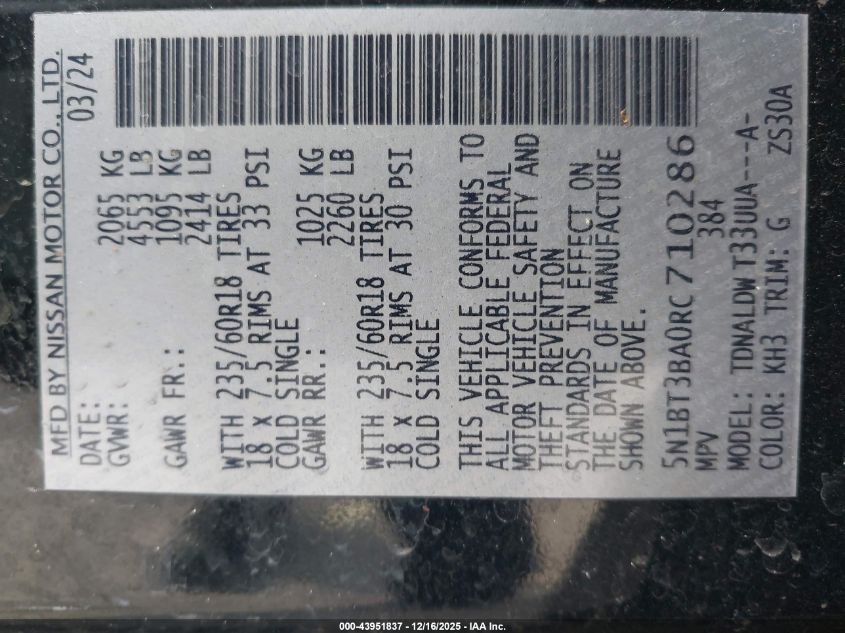 MFD BY NISSAN MOTOR CO., LTD.
DATE: 03/24
GVWR: 2065 KG
4553 LB
GAWR FR.: 1095 KG
2414 LB
WITH 235/60R18 TIRES
18 X 7.5 RIMS AT 33 PSI
COLD SINGLE
GAWR RR.: 1025 KG
2260 LB
WITH 235/60R18 TIRES
18 X 7.5 RIMS AT 30 PSI
COLD SINGLE
THIS VEHICLE CONFORMS TO
ALL APPLICABLE FEDERAL
MOTOR VEHICLE SAFETY AND
THEFT PREVENTION
STANDARDS IN EFFECT ON
THE DATE OF MANUFACTURE
SHOWN ABOVE.
5N1BT3BA0RC710286
MPV 384
MODEL: TDNALDW T33UUA---A-
COLOR: KH3 TRIM: G ZS30A
000-43951837 - 12/16/2025 - IAA Inc.